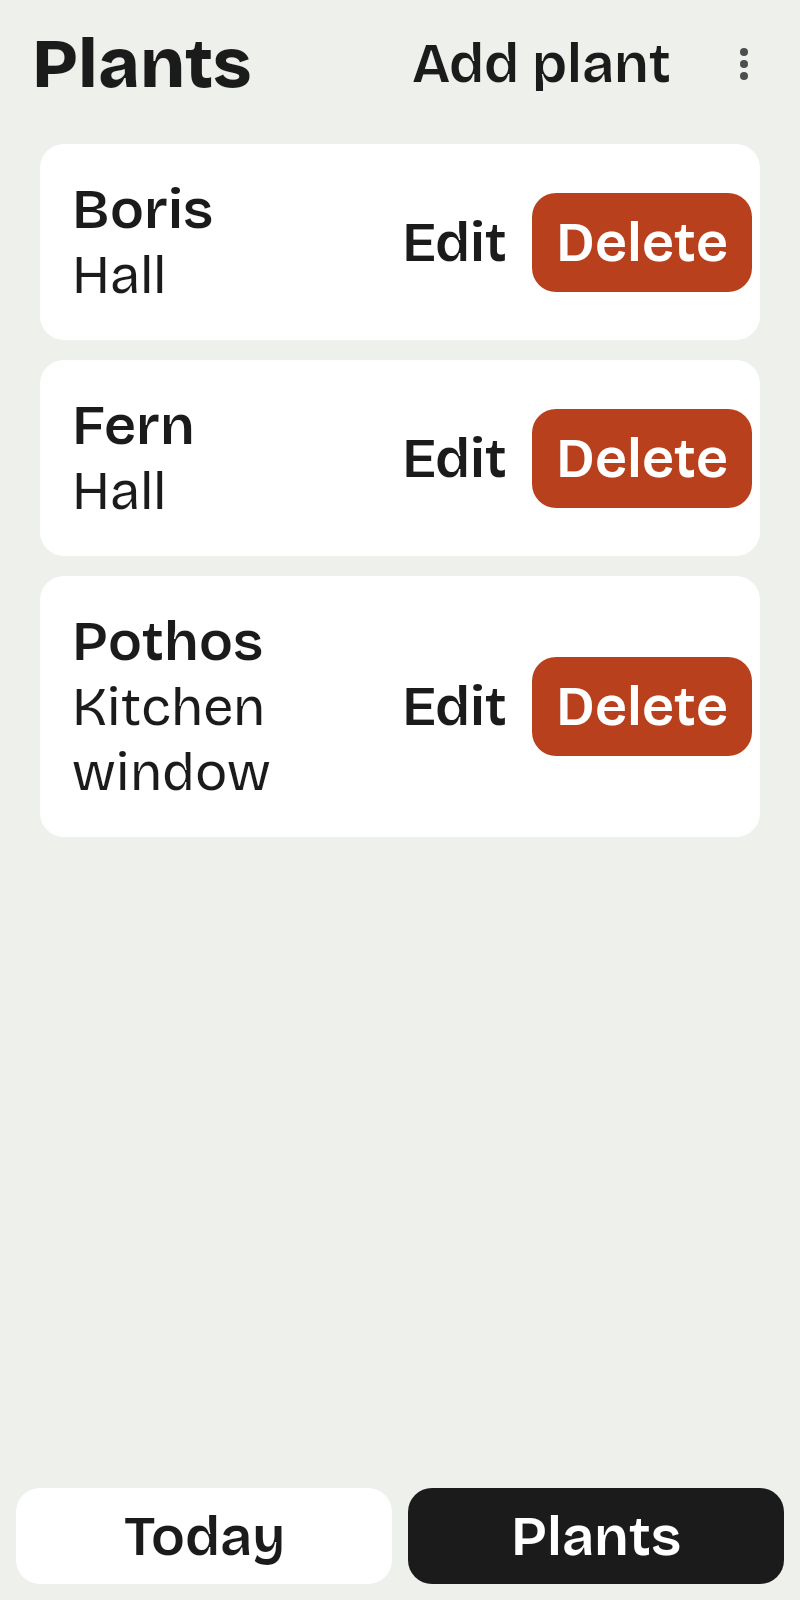 Plants Add plant
Boris
Hall
Edit Delete
Fern
Hall
Edit Delete
Pothos
Kitchen
window
Edit Delete
Today Plants